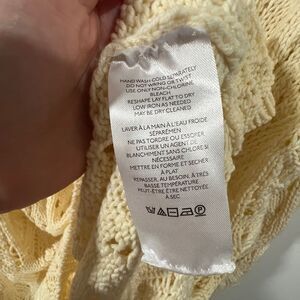 HAND WASH COLD SEPARATELY
DO NOT WRING OR TWIST
USE ONLY NON-CHLORINE
BLEACH
RESHAPE LAY FLAT TO DRY
LOW IRON AS NEEDED
MAY BE DRY CLEANED
LAVER À LA MAIN À L'EAU FROIDE
SÉPARÉMEN
NE PAS TORDRE OU ESSORER
UTILISER UN AGENT DE
BLANCHIMENT SANS CHLORE SI
NÉCESSAIRE
METTRE EN FORME ET SÉCHER
À PLAT
REPASSER, AU BESOIN, À TRÈS
BASSE TEMPÉRATURE
PEUT-ÊTRE ÊTRE NETTOYÉE
À SEC
P